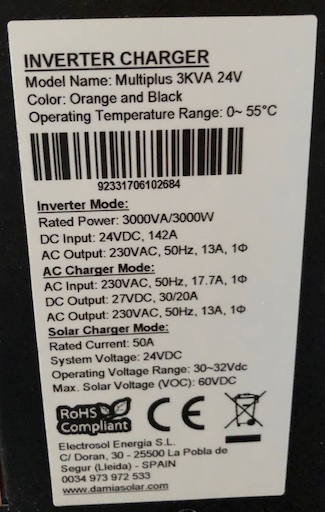 INVERTER CHARGER
Model Name: Multiplus 3KVA 24V
Color: Orange and Black
Operating Temperature Range: 0~ 55°C
92331706102684
Inverter Mode:
Rated Power: 3000VA/3000W
DC Input: 24VDC, 142A
AC Output: 230VAC, 50Hz, 13A, 1Φ
AC Charger Mode:
AC Input: 230VAC, 50Hz, 17.7A, 1Φ
DC Output: 27VDC, 30/20A
AC Output: 230VAC, 50Hz, 13A, 1Φ
Solar Charger Mode:
Rated Current: 50A
System Voltage: 24VDC
Operating Voltage Range: 30~32Vdc
Max. Solar Voltage (VOC): 60VDC
RoHS
Compliant
CE
Electrosol Energia S.L.
C/ Doran, 30 - 25500 La Pobla de
Segur (Lleida) - SPAIN
0034 973 972 533
www.damiasolar.com